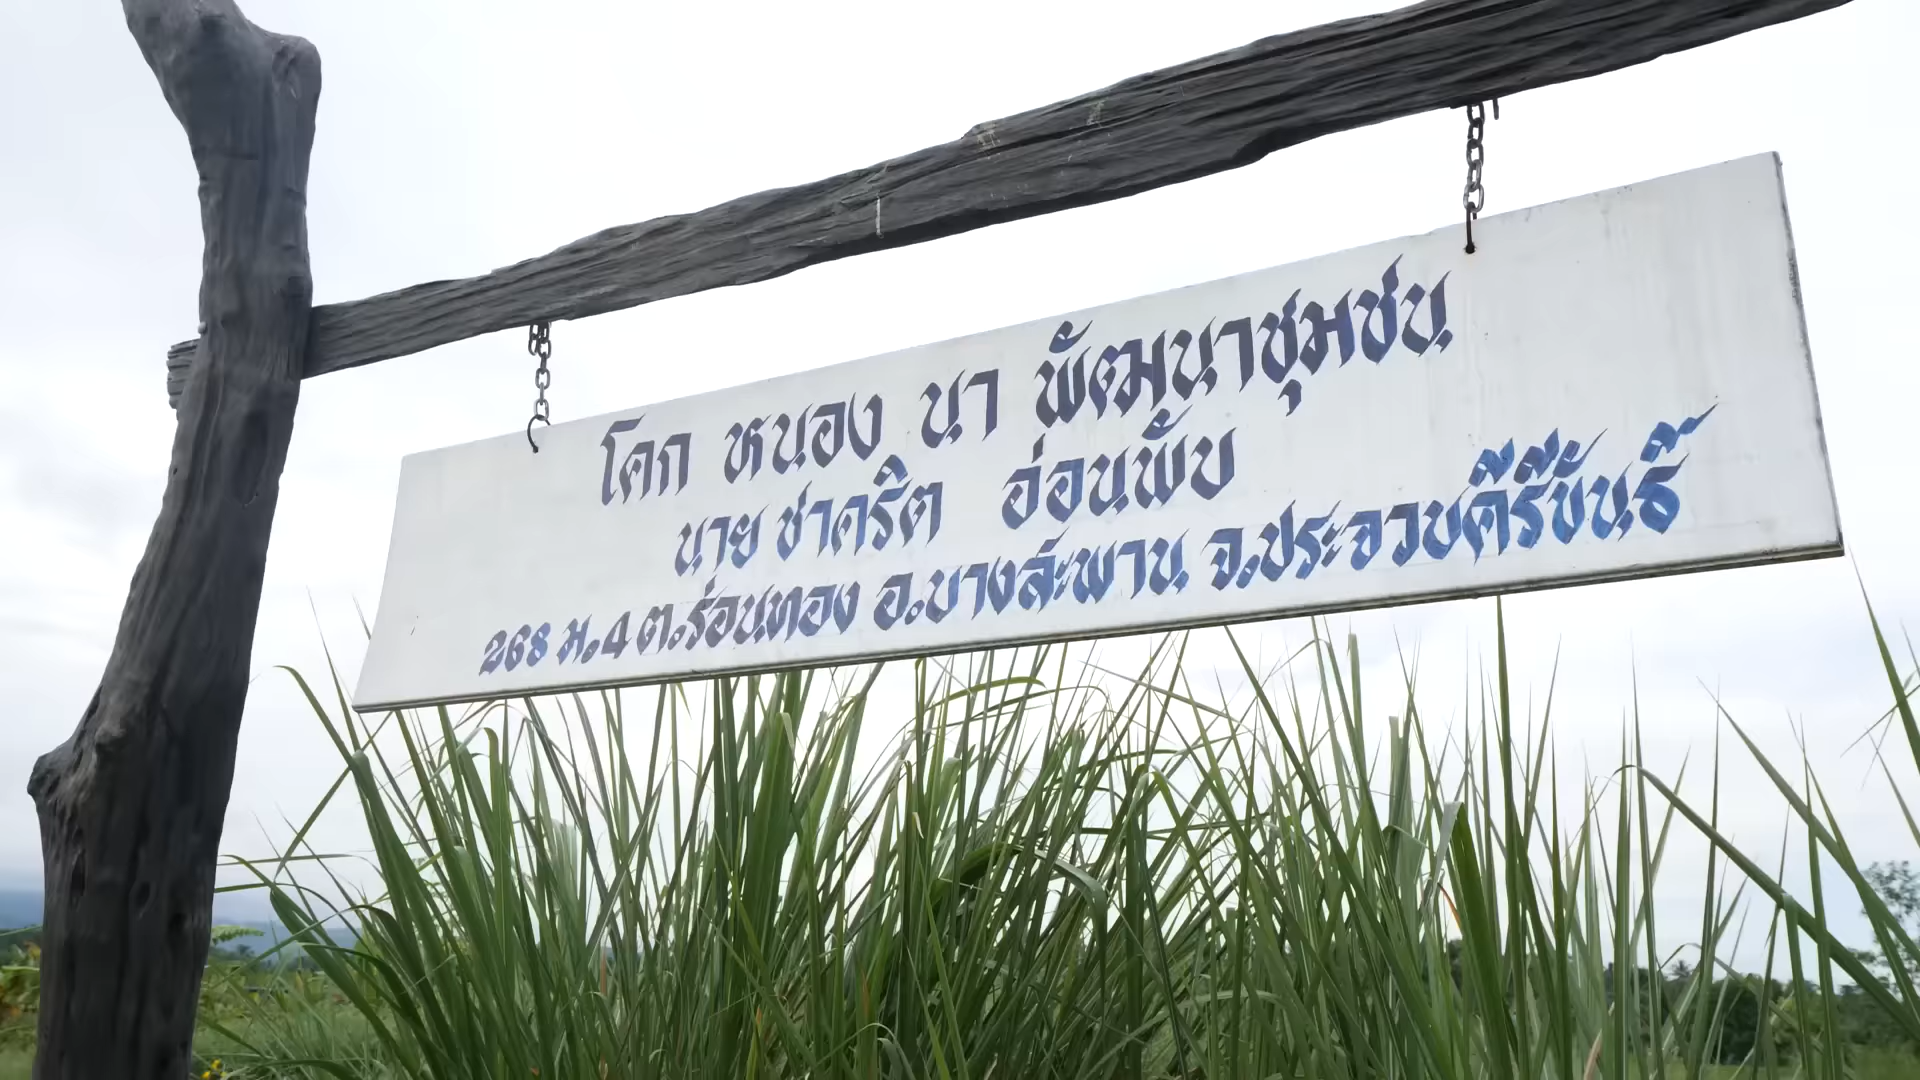 โคก หนอง นา พัฒนาชุมชน
นาย ชาคริต อ่อนพับ
268 ม.4 ต.ร่อนทอง อ.บางสะพาน จ.ประจวบคีรีขันธ์